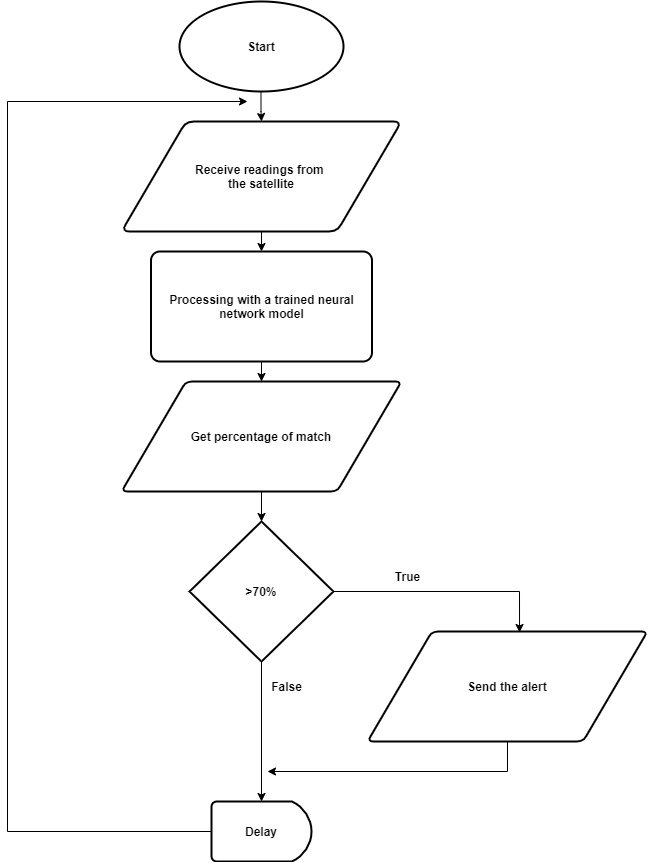 Start
Receive readings from
the satellite
Processing with a trained neural
network model
Get percentage of match
>70%
True
False
Send the alert
Delay